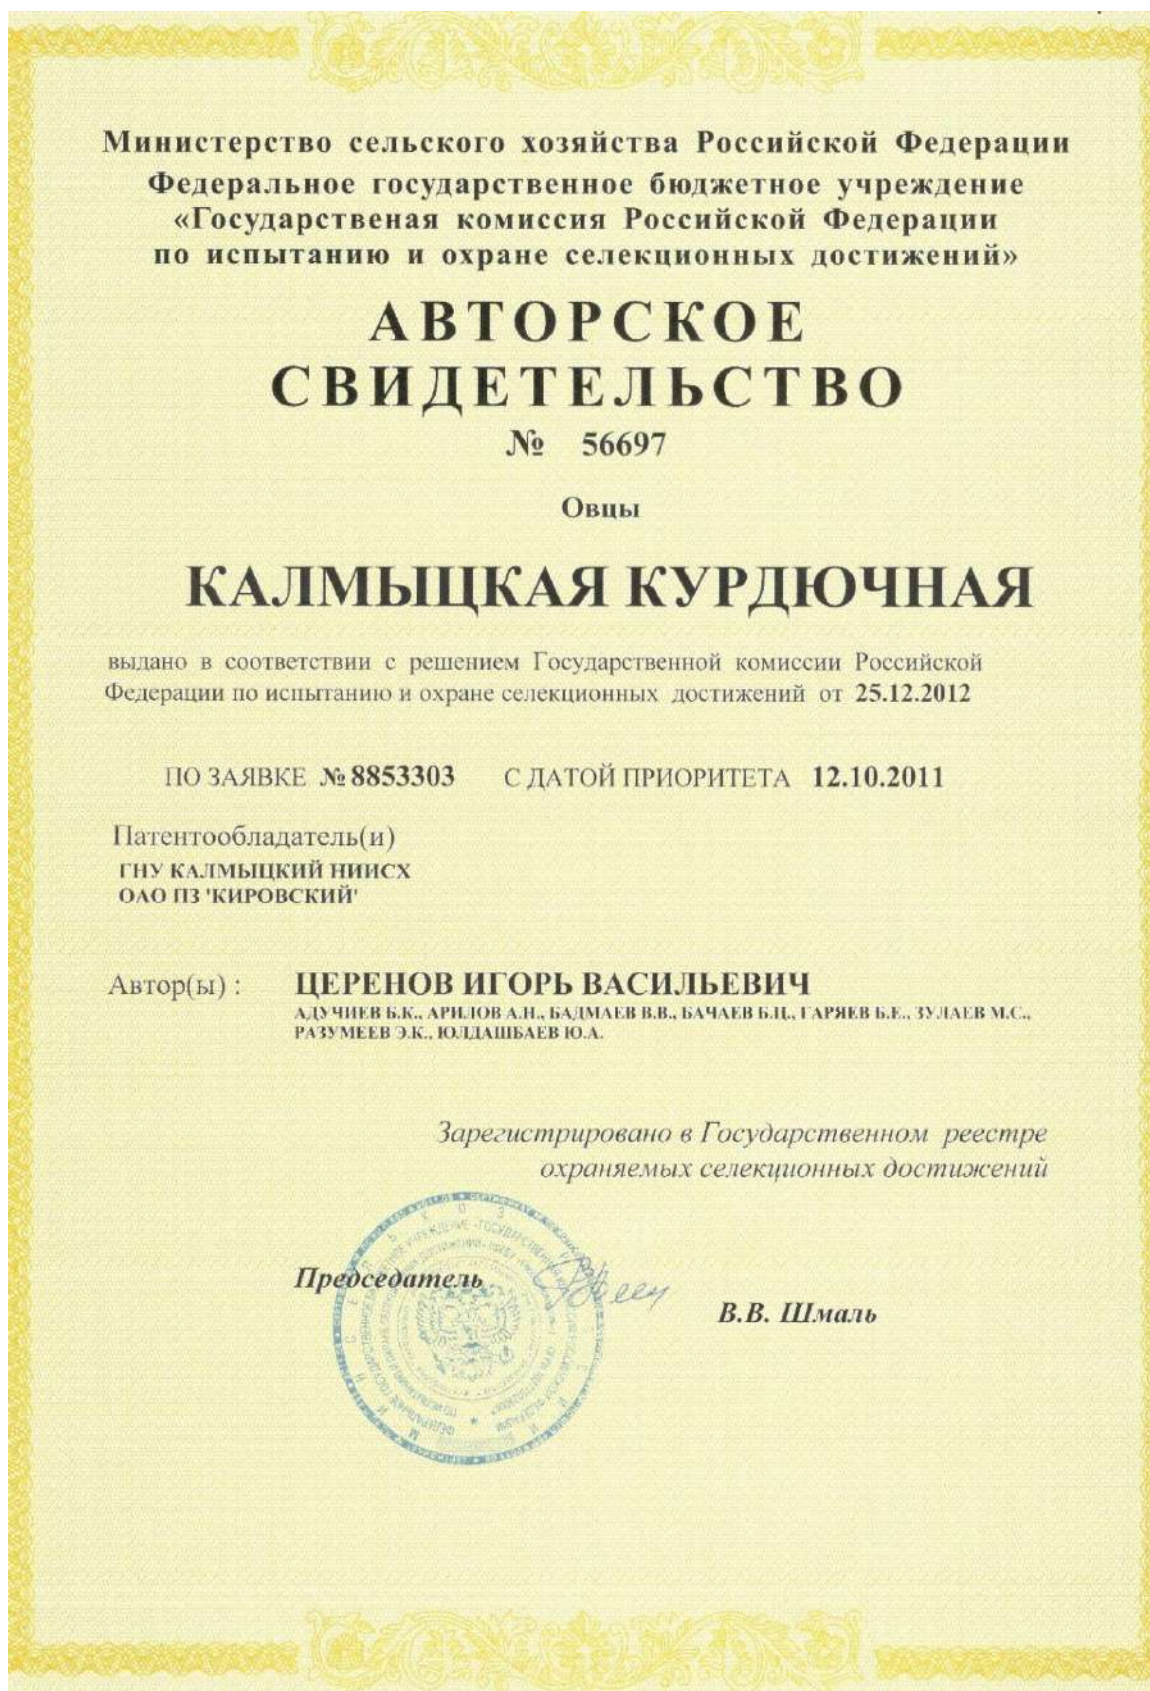 Министерство сельского хозяйства Российской Федерации
Федеральное государственное бюджетное учреждение
«Государственая комиссия Российской Федерации
по испытанию и охране селекционных достижений»
АВТОРСКОЕ
СВИДЕТЕЛЬСТВО
№ 56697
Овцы
КАЛМЫЦКАЯ КУРДЮЧНАЯ
выдано в соответствии с решением Государственной комиссии Российской
Федерации по испытанию и охране селекционных достижений от 25.12.2012
ПО ЗАЯВКЕ № 8853303 С ДАТОЙ ПРИОРИТЕТА 12.10.2011
Патентообладатель(и)
ГНУ КАЛМЫЦКИЙ НИИСХ
ОАО ПЗ 'КИРОВСКИЙ'
Автор(ы) : ЦЕРЕНОВ ИГОРЬ ВАСИЛЬЕВИЧ
АДУЧИЕВ Б.К., АРИЛОВ А.Н., БАДМАЕВ В.В., БАЧАЕВ Б.Ц., ГАРЯЕВ Б.Е., ЗУЛАЕВ М.С.,
РАЗУМЕЕВ Э.К., ЮЛДАШБАЕВ Ю.А.
Зарегистрировано в Государственном реестре
охраняемых селекционных достижений
Председатель
В.В. Шмаль